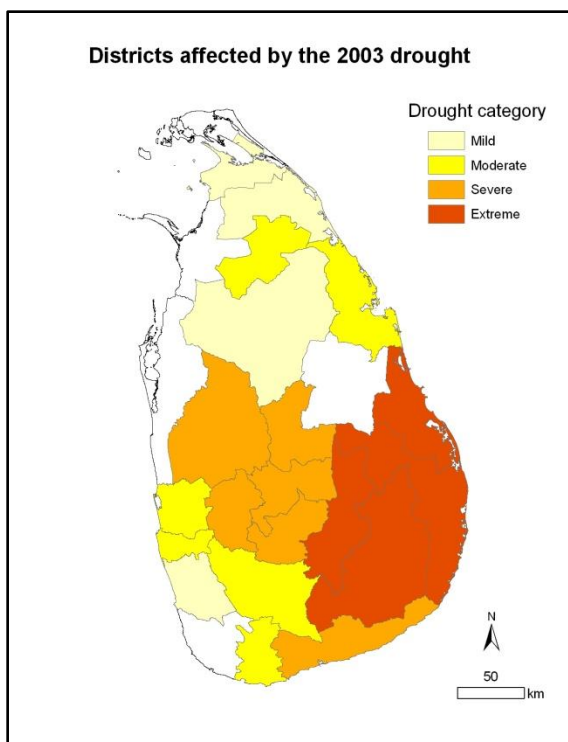 Districts affected by the 2003 drought
Drought category
Mild
Moderate
Severe
Extreme
N
50
km